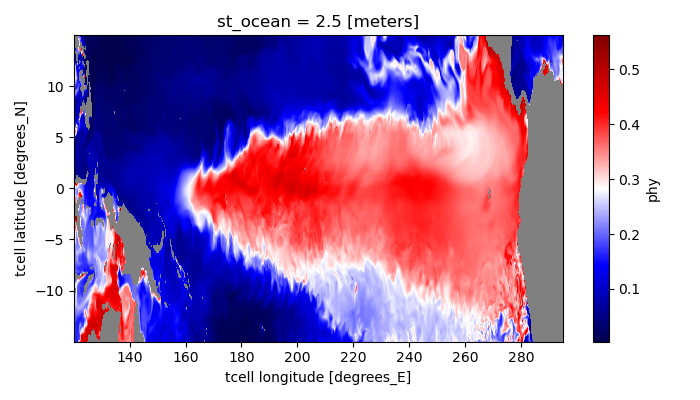 st_ocean = 2.5 [meters]
10
5
0
−5
−10
140 160 180 200 220 240 260 280
tcell latitude [degrees_N]
tcell longitude [degrees_E]
0.5
0.4
0.3
0.2
0.1
phy